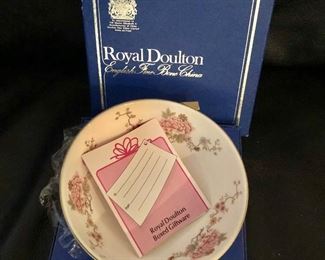 Royal Doulton
English Fine Bone China
Royal Doulton
Boxed Giftware